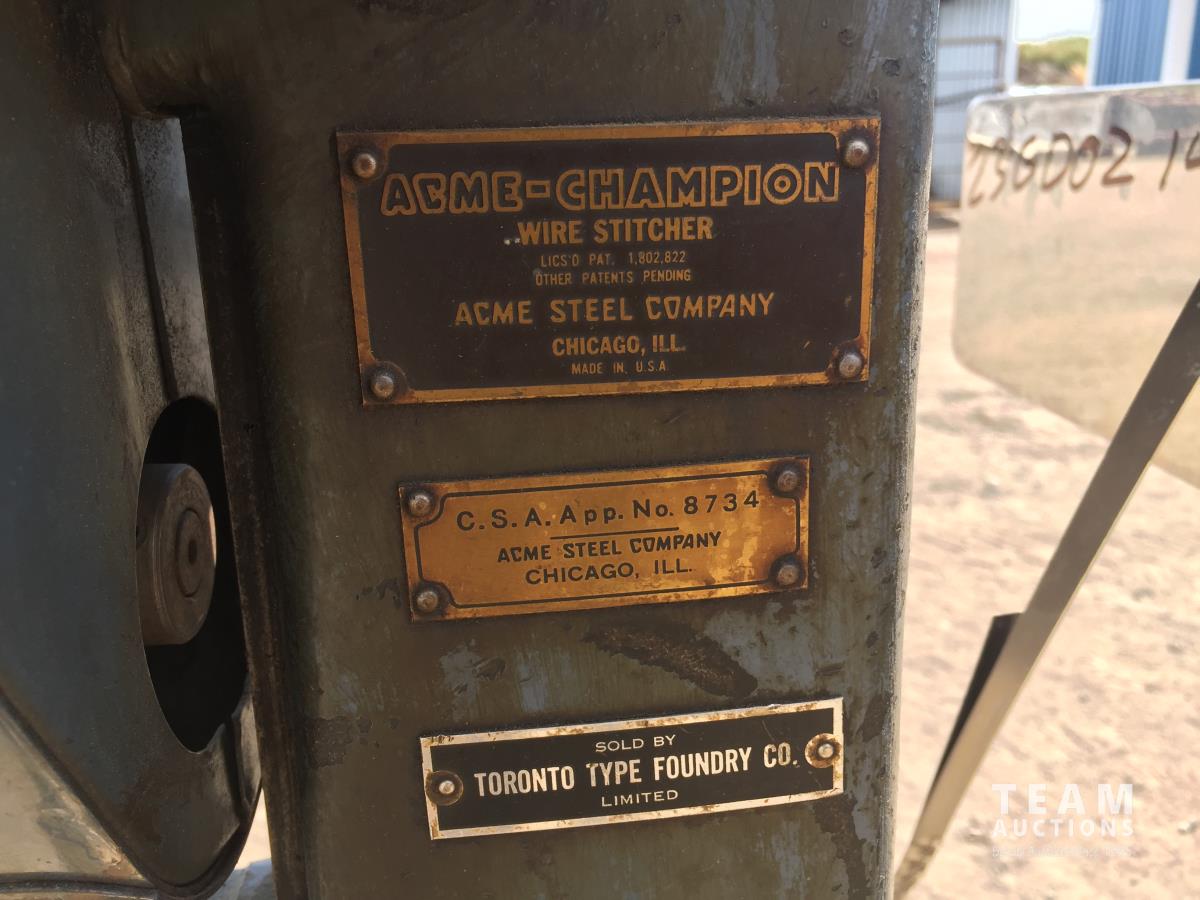 ACME-CHAMPION
WIRE STITCHER
LICS'D PAT. 1,802,822
OTHER PATENTS PENDING
ACME STEEL COMPANY
CHICAGO, ILL.
MADE IN U.S.A.
C.S.A. App. No. 8734
ACME STEEL COMPANY
CHICAGO, ILL.
SOLD BY
TORONTO TYPE FOUNDRY CO.
LIMITED
TEAM
AUCTIONS